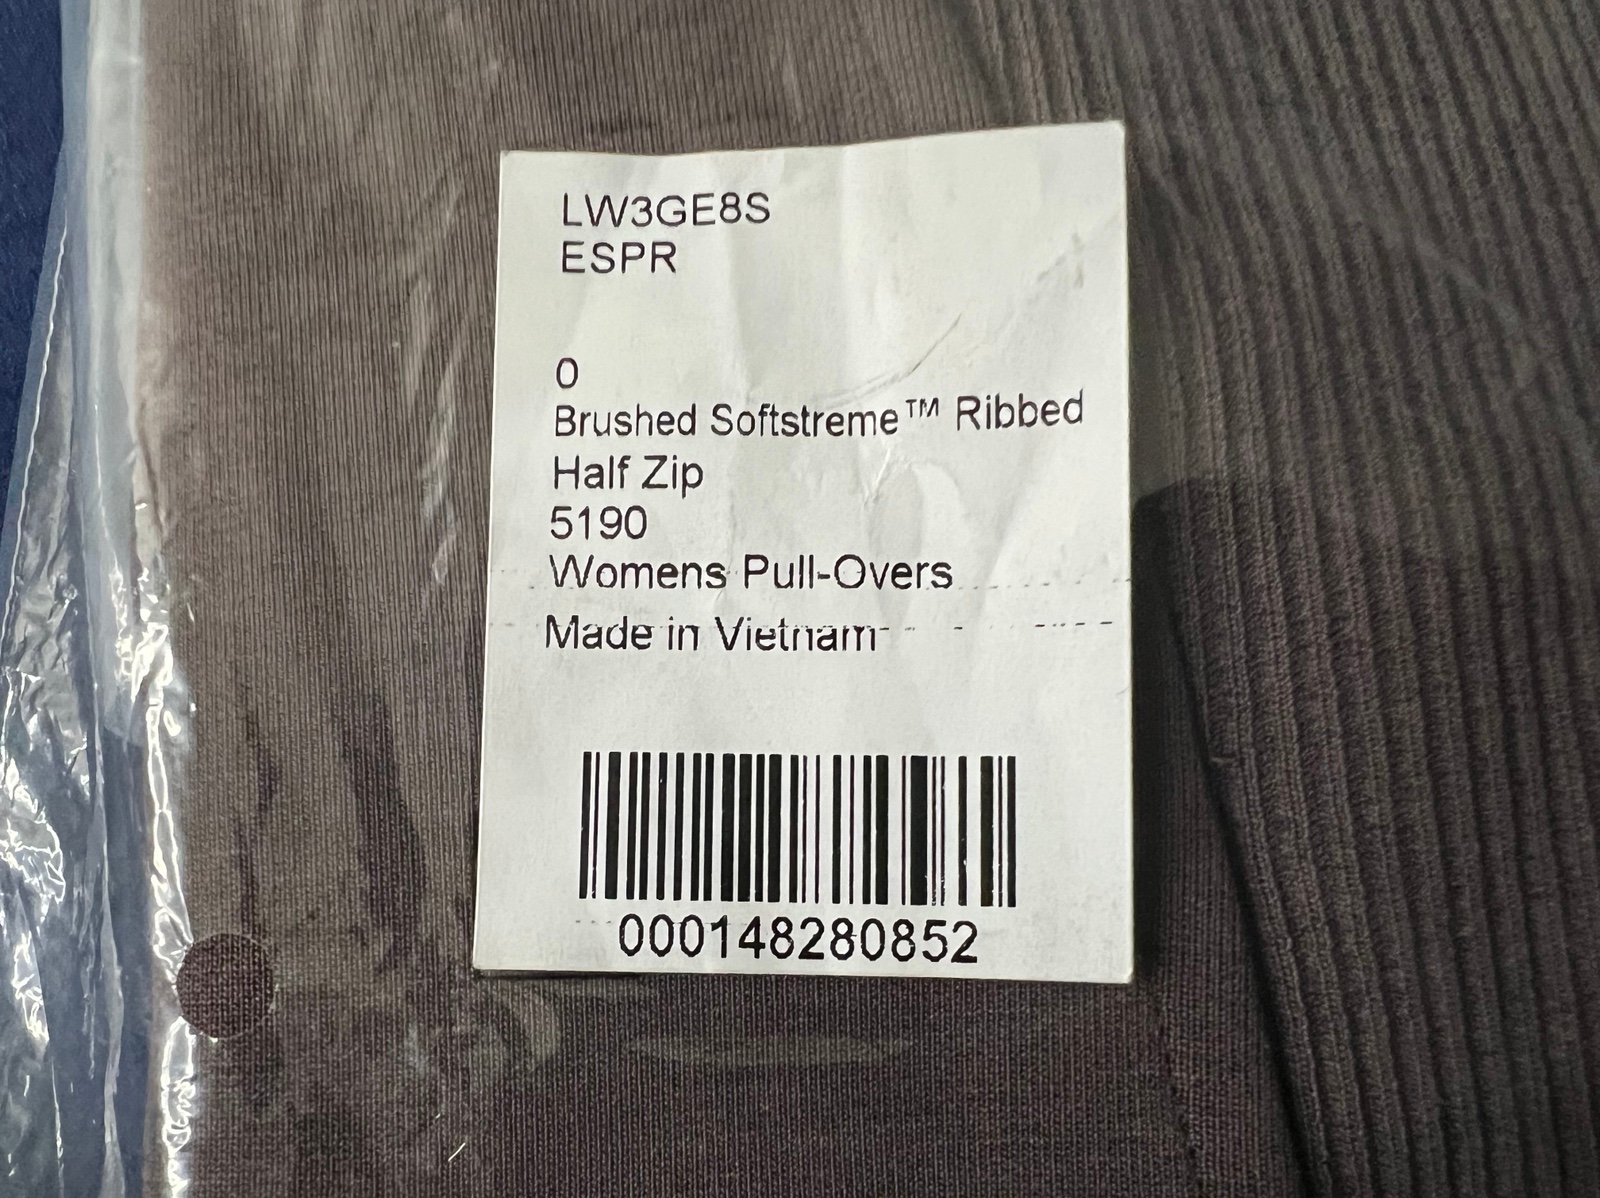 LW3GE8S
ESPR
0
Brushed Softstreme™ Ribbed
Half Zip
5190
Womens Pull-Overs
Made in Vietnam
000148280852